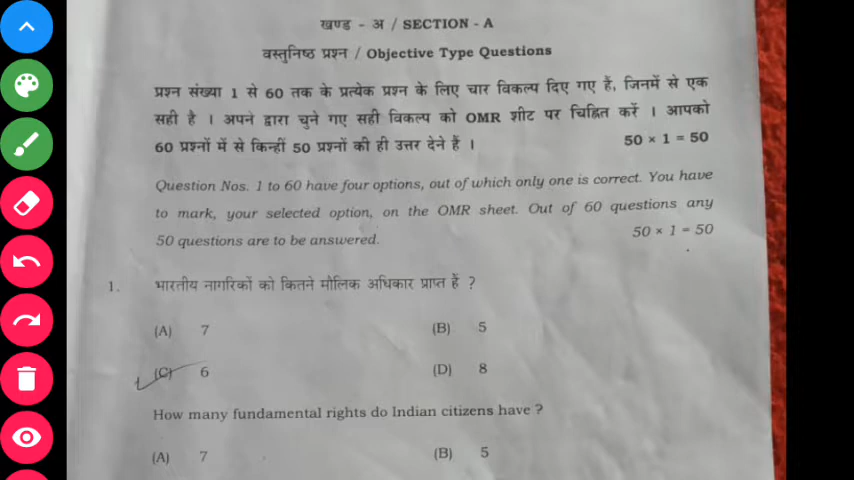 खण्ड - अ / SECTION - A
वस्तुनिष्ठ प्रश्न / Objective Type Questions
प्रश्न संख्या 1 से 60 तक के प्रत्येक प्रश्न के लिए चार विकल्प दिए गए हैं, जिनमें से एक
सही है । अपने द्वारा चुने गए सही विकल्प को OMR शीट पर चिह्नित करें । आपको
60 प्रश्नों में से किन्हीं 50 प्रश्नों की ही उत्तर देने हैं । 50 × 1 = 50
Question Nos. 1 to 60 have four options, out of which only one is correct. You have
to mark, your selected option, on the OMR sheet. Out of 60 questions any
50 questions are to be answered. 50 × 1 = 50
1. भारतीय नागरिकों को कितने मौलिक अधिकार प्राप्त हैं ?
(A) 7 (B) 5
(C) 6 (D) 8
How many fundamental rights do Indian citizens have ?
(A) 7 (B) 5